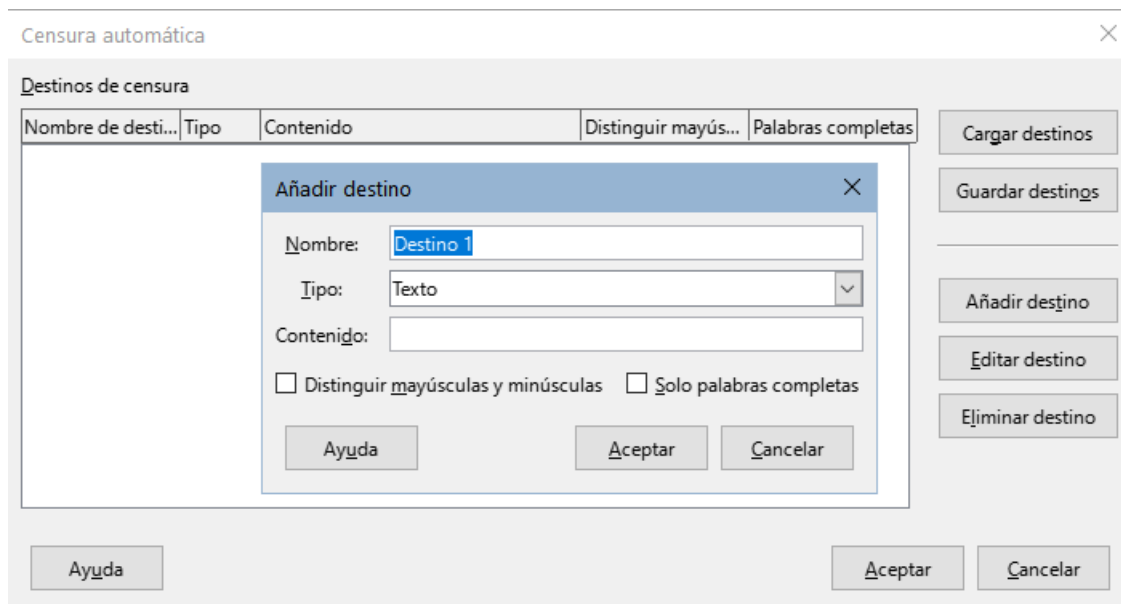 Censura automática
Destinos de censura
Nombre de desti... Tipo Contenido Distinguir mayús... Palabras completas
Cargar destinos
Guardar destinos
Añadir destino
Editar destino
Eliminar destino
Añadir destino
Nombre: Destino 1
Tipo: Texto
Contenido:
Distinguir mayúsculas y minúsculas Solo palabras completas
Ayuda Aceptar Cancelar
Ayuda Aceptar Cancelar